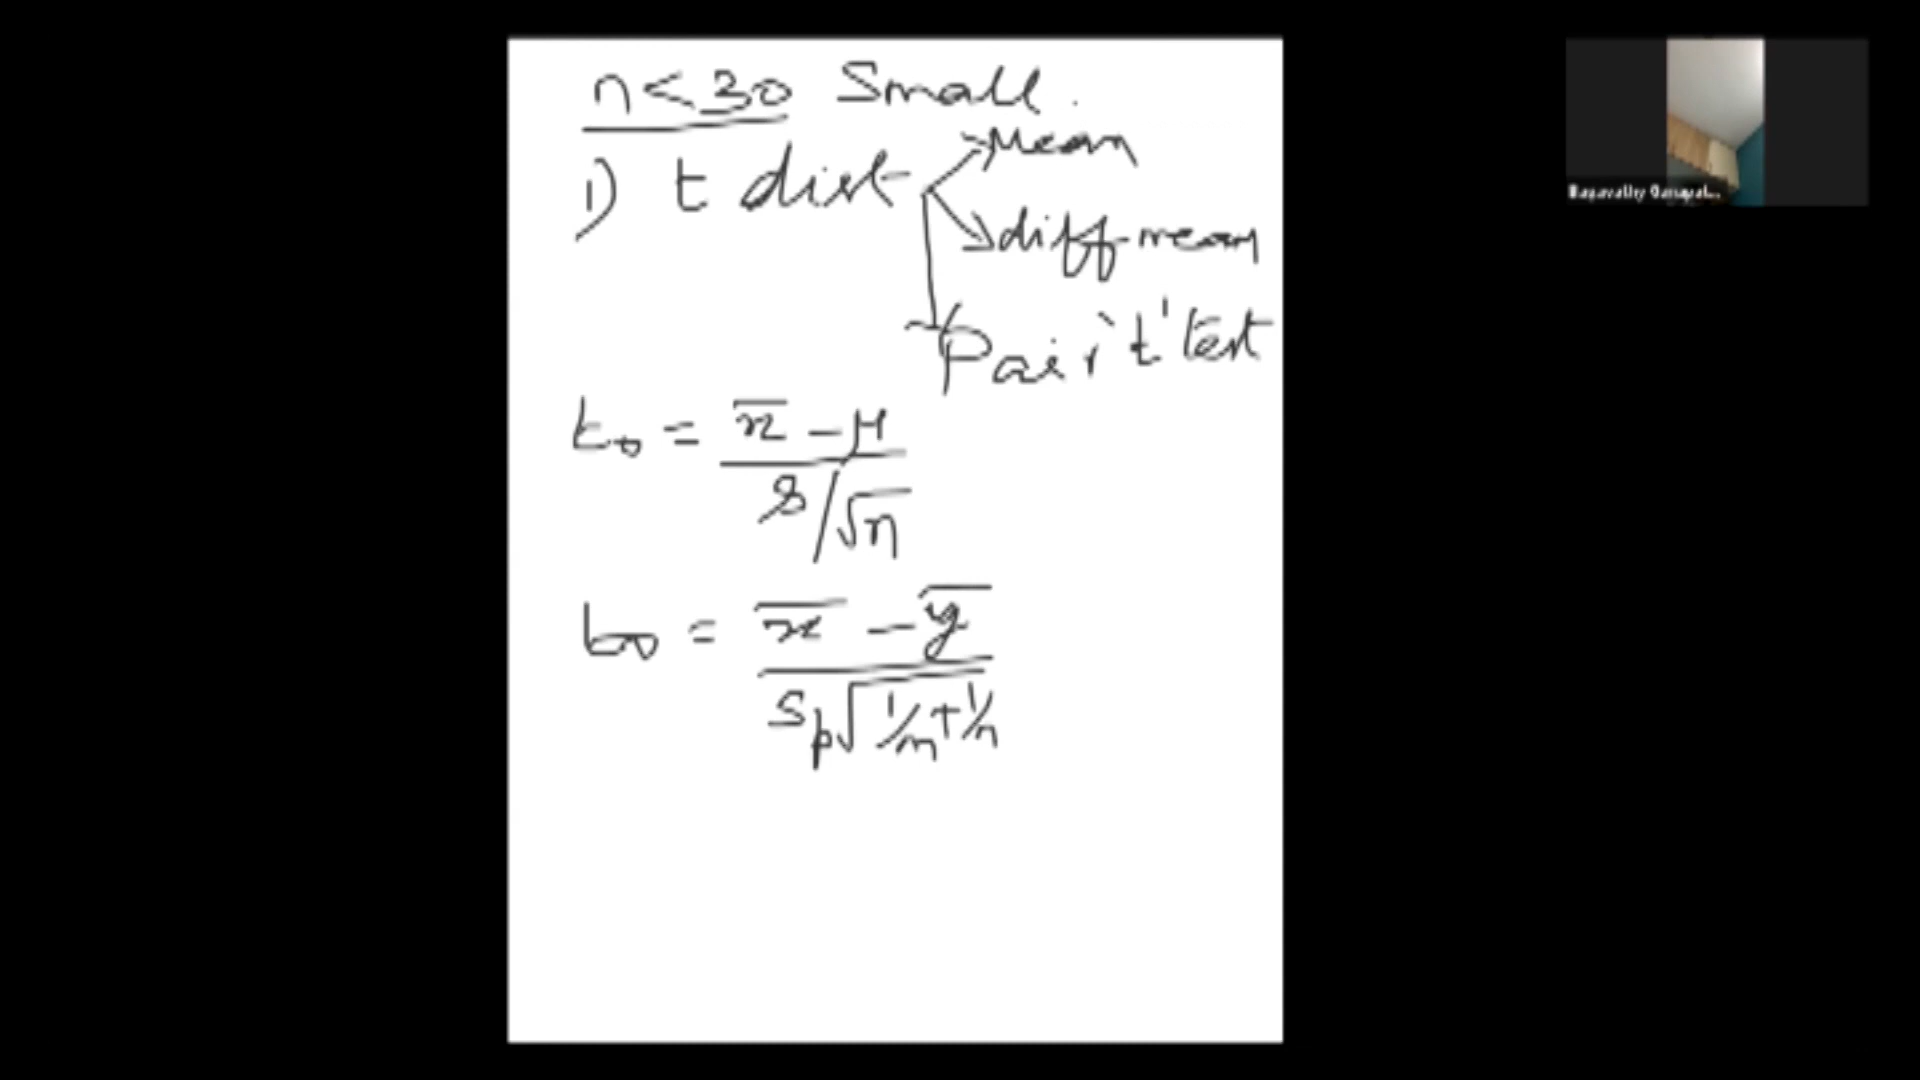 n<30 Small.
1) t dist → Mean
→ diff-mean
→ Pair 't' test
t₀ = x̄ - μ
s/√n
t₀ = x̄ - ȳ
Sp√1/m+1/n